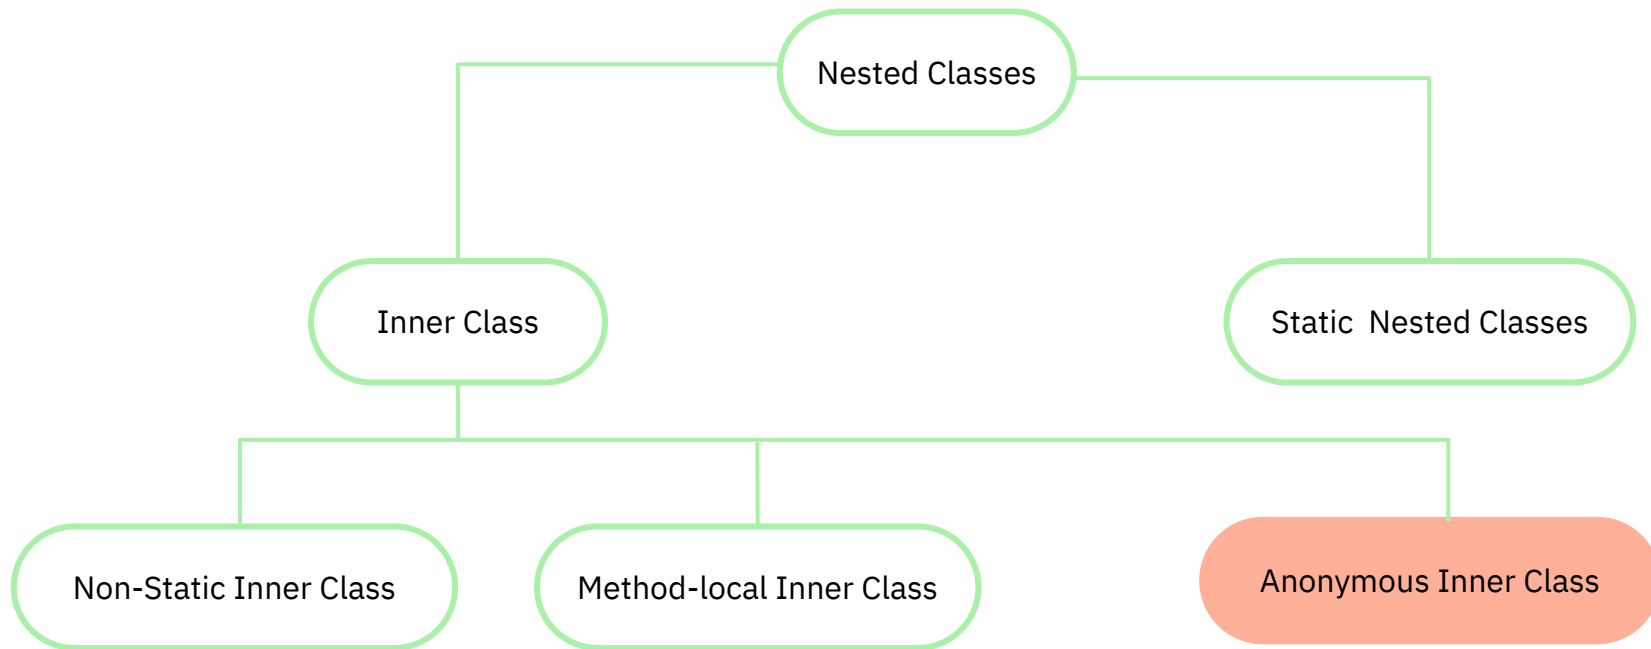 Nested Classes
Inner Class
Static  Nested Classes
Non-Static Inner Class
Method-local Inner Class
Anonymous Inner Class